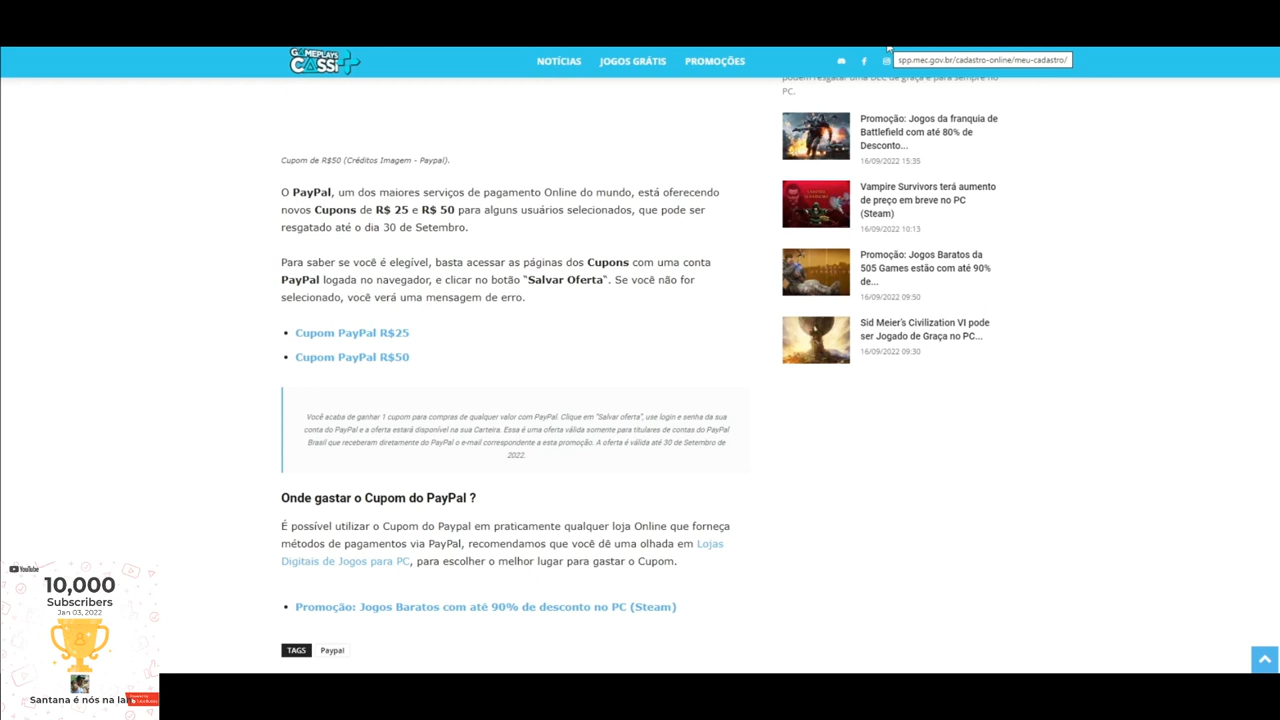 GAMEPLAYS
CASSI
NOTÍCIAS
JOGOS GRÁTIS
PROMOÇÕES
spp.mec.gov.br/cadastro-online/meu-cadastro/
podem resgatar uma DLC de graça e para sempre no
PC.
Promoção: Jogos da franquia de
Battlefield com até 80% de
Desconto...
16/09/2022 15:35
Vampire Survivors terá aumento
de preço em breve no PC
(Steam)
16/09/2022 10:13
Promoção: Jogos Baratos da
505 Games estão com até 90%
de...
16/09/2022 09:50
Sid Meier's Civilization VI pode
ser Jogado de Graça no PC...
16/09/2022 09:30
Cupom de R$50 (Créditos Imagem - Paypal).
O PayPal, um dos maiores serviços de pagamento Online do mundo, está oferecendo
novos Cupons de R$ 25 e R$ 50 para alguns usuários selecionados, que pode ser
resgatado até o dia 30 de Setembro.
Para saber se você é elegível, basta acessar as páginas dos Cupons com uma conta
PayPal logada no navegador, e clicar no botão “Salvar Oferta“. Se você não for
selecionado, você verá uma mensagem de erro.
• Cupom PayPal R$25
• Cupom PayPal R$50
Você acaba de ganhar 1 cupom para compras de qualquer valor com PayPal. Clique em “Salvar oferta”, use login e senha da sua
conta do PayPal e a oferta estará disponível na sua Carteira. Essa é uma oferta válida somente para titulares de contas do PayPal
Brasil que receberam diretamente do PayPal o e-mail correspondente a esta promoção. A oferta é válida até 30 de Setembro de
2022.
Onde gastar o Cupom do PayPal ?
É possível utilizar o Cupom do Paypal em praticamente qualquer loja Online que forneça
métodos de pagamentos via PayPal, recomendamos que você dê uma olhada em Lojas
Digitais de Jogos para PC, para escolher o melhor lugar para gastar o Cupom.
• Promoção: Jogos Baratos com até 90% de desconto no PC (Steam)
TAGS Paypal
YouTube
10,000
Subscribers
Jan 03, 2022
Santana é nós na la